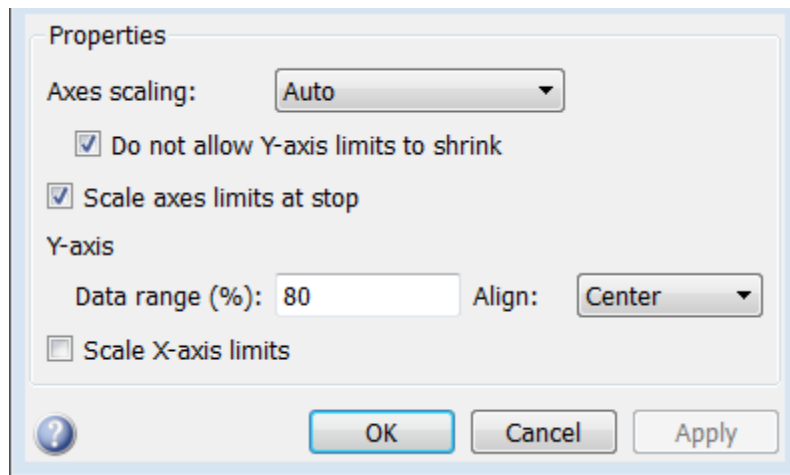 Properties
Axes scaling: Auto
Do not allow Y-axis limits to shrink
Scale axes limits at stop
Y-axis
Data range (%): 80 Align: Center
Scale X-axis limits
? OK Cancel Apply